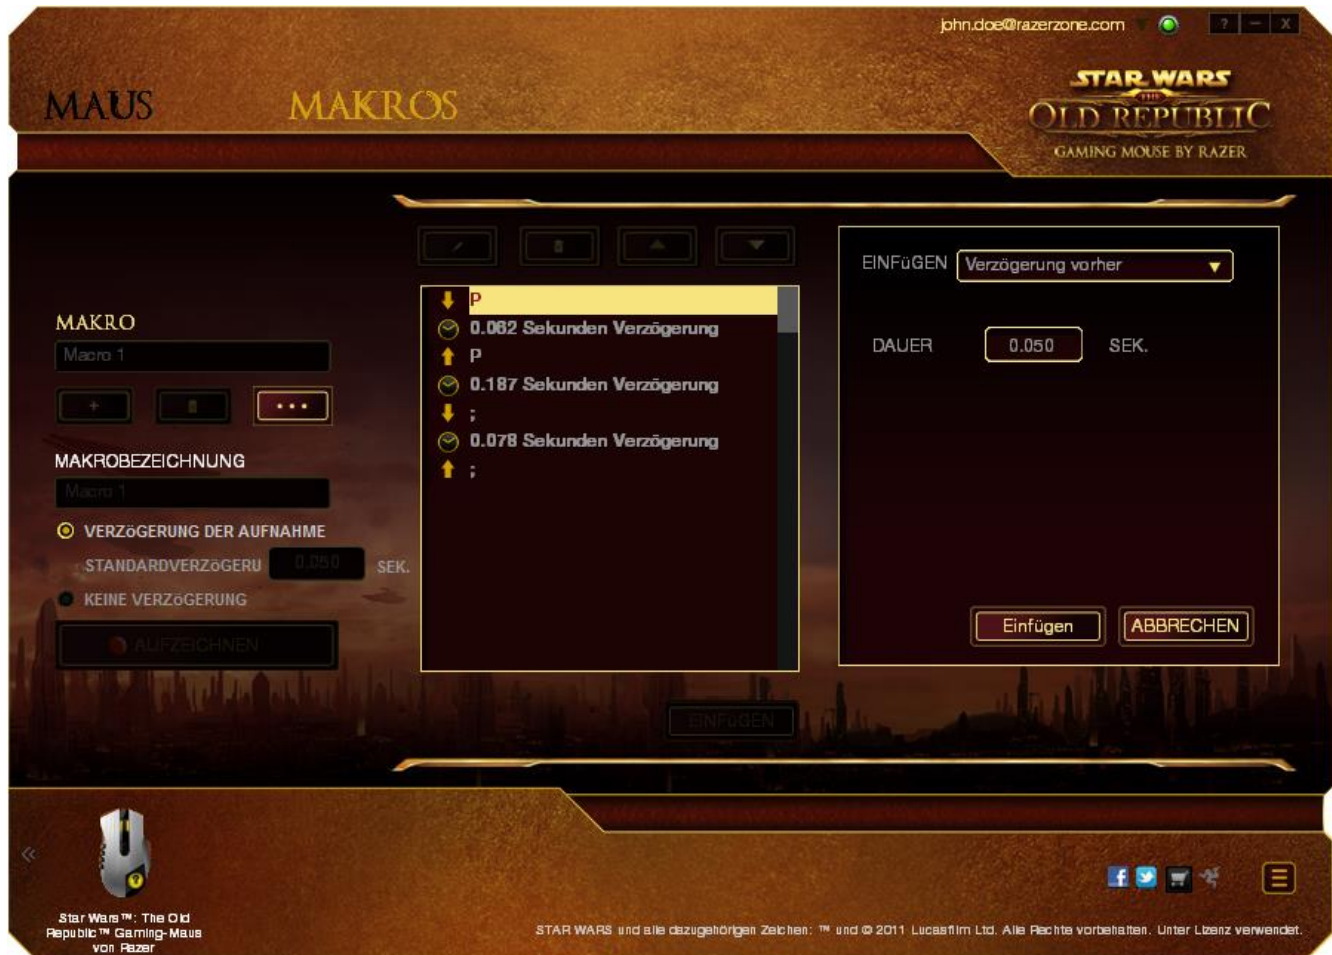 john.doe@razerzone.com
? – X
MAUS
MAKROS
STAR WARS
THE
OLD REPUBLIC
GAMING MOUSE BY RAZER
EINFüGEN
Verzögerung vorher
DAUER
0.050
SEK.
Einfügen
ABBRECHEN
P
0.062 Sekunden Verzögerung
P
0.187 Sekunden Verzögerung
;
0.078 Sekunden Verzögerung
;
EINFüGEN
MAKRO
Macro 1
+
...
MAKROBEZEICHNUNG
Macro 1
VERZöGERUNG DER AUFNAHME
STANDARDVERZöGERU 0.050 SEK.
KEINE VERZöGERUNG
AUFZEICHNEN
Star Wars™: The Old
Republic™ Gaming-Maus
von Razer
STAR WARS und alle dazugehörigen Zeichen: ™ und © 2011 Lucasfilm Ltd. Alle Rechte vorbehalten. Unter Lizenz verwendet.